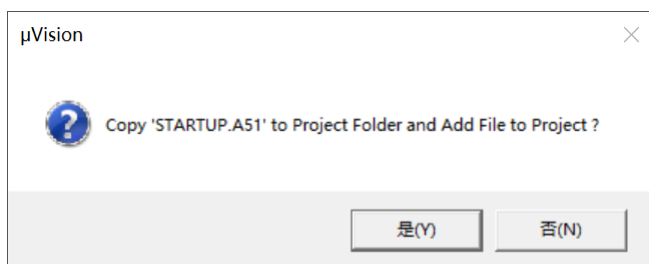 µVision
Copy 'STARTUP.A51' to Project Folder and Add File to Project ?
是(Y)
否(N)